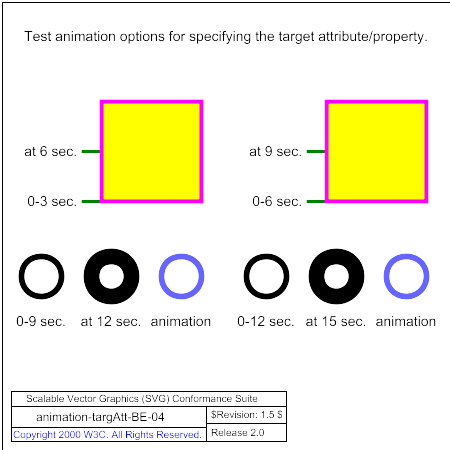 Test animation options for specifying the target attribute/property.
at 6 sec.
at 9 sec.
0-3 sec.
0-6 sec.
0-9 sec. at 12 sec. animation
0-12 sec. at 15 sec. animation
Scalable Vector Graphics (SVG) Conformance Suite
animation-targAtt-BE-04
$Revision: 1.5 $
Copyright 2000 W3C. All Rights Reserved.
Release 2.0